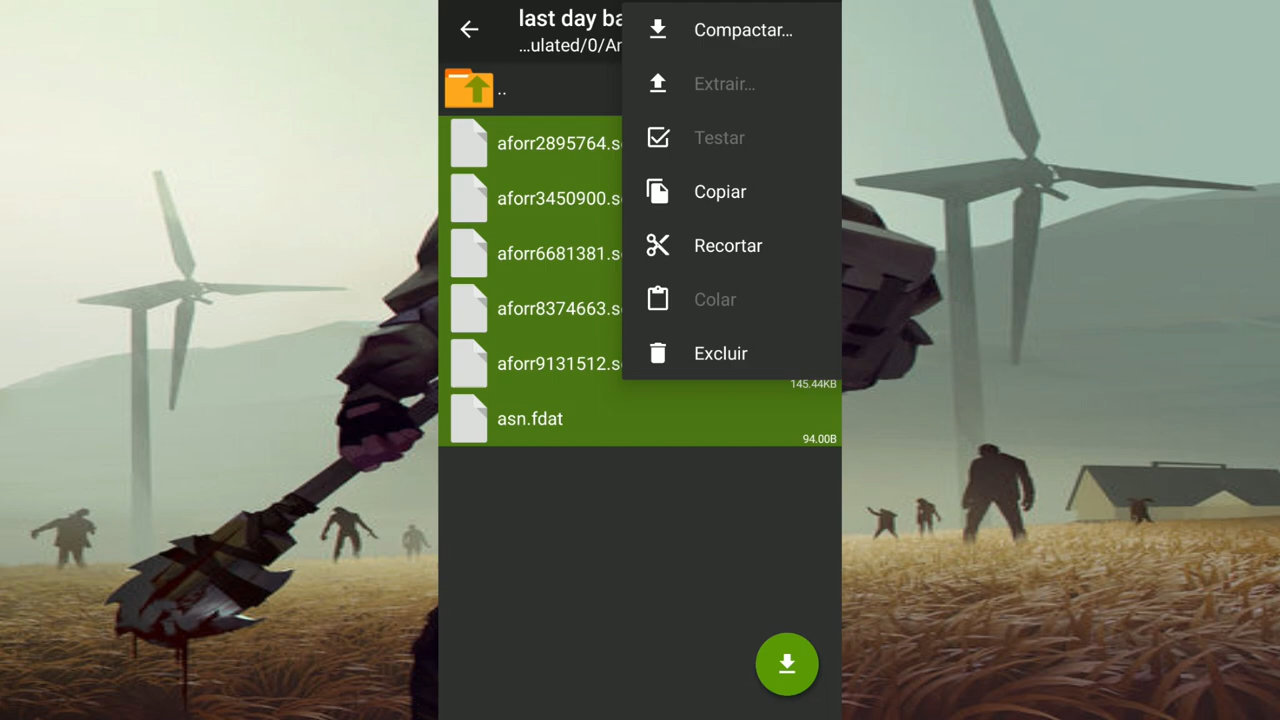 last day ba
...ulated/0/Ar
..
aforr2895764.s
aforr3450900.s
aforr6681381.s
aforr8374663.s
aforr9131512.s
145.44KB
asn.fdat
94.00B
Compactar...
Extrair...
Testar
Copiar
Recortar
Colar
Excluir